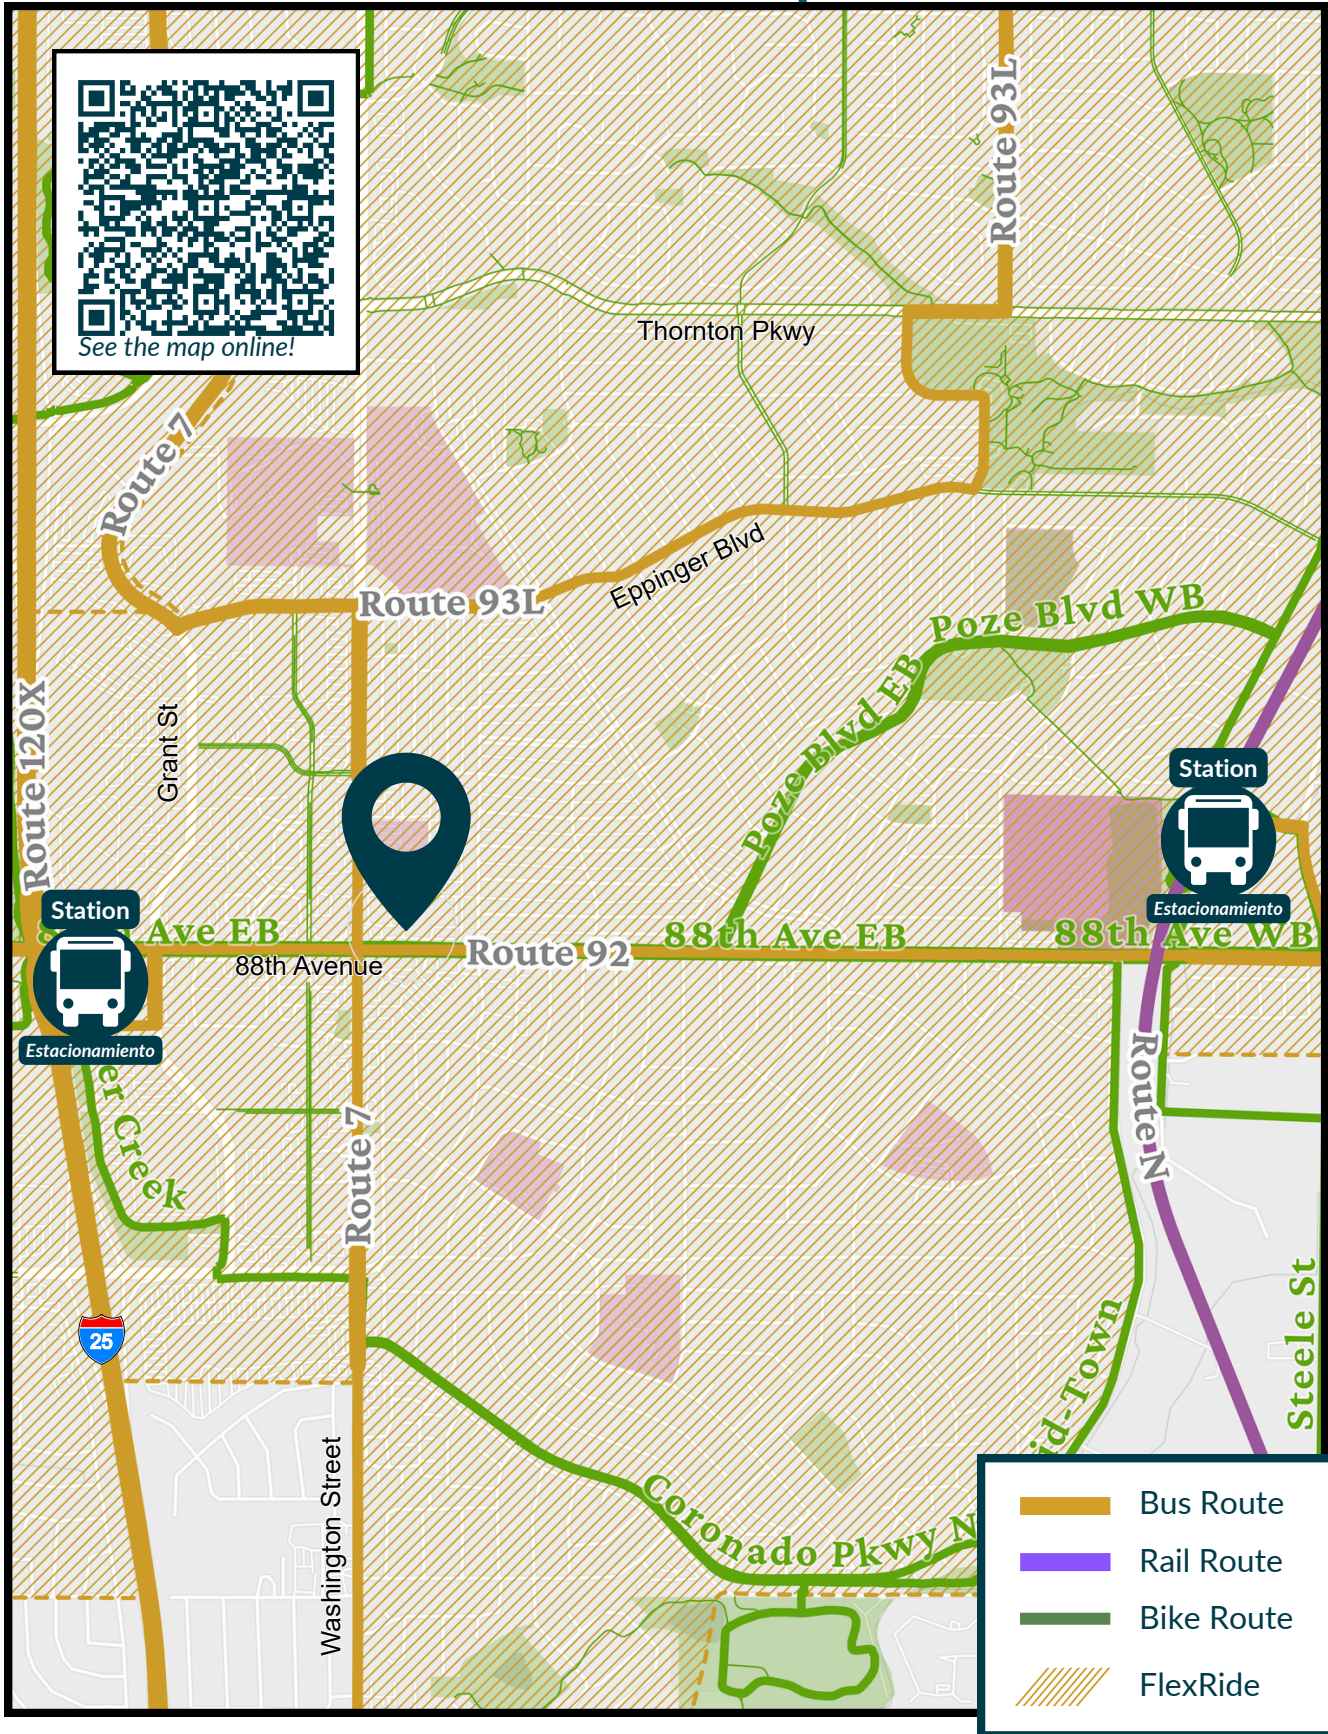 Route 93L
See the map online!
Thornton Pkwy
Route 7
Route 93L
Eppinger Blvd
Poze Blvd WB
Poze Blvd EB
Grant St
Route 120X
Station
Estacionamiento
Station
Estacionamiento
Ave EB
88th Ave EB
88th Ave WB
Route 92
88th Avenue
Route N
er Creek
Route 7
25
Steele St
id-Town
Washington Street
Coronado Pkwy N
Bus Route
Rail Route
Bike Route
FlexRide